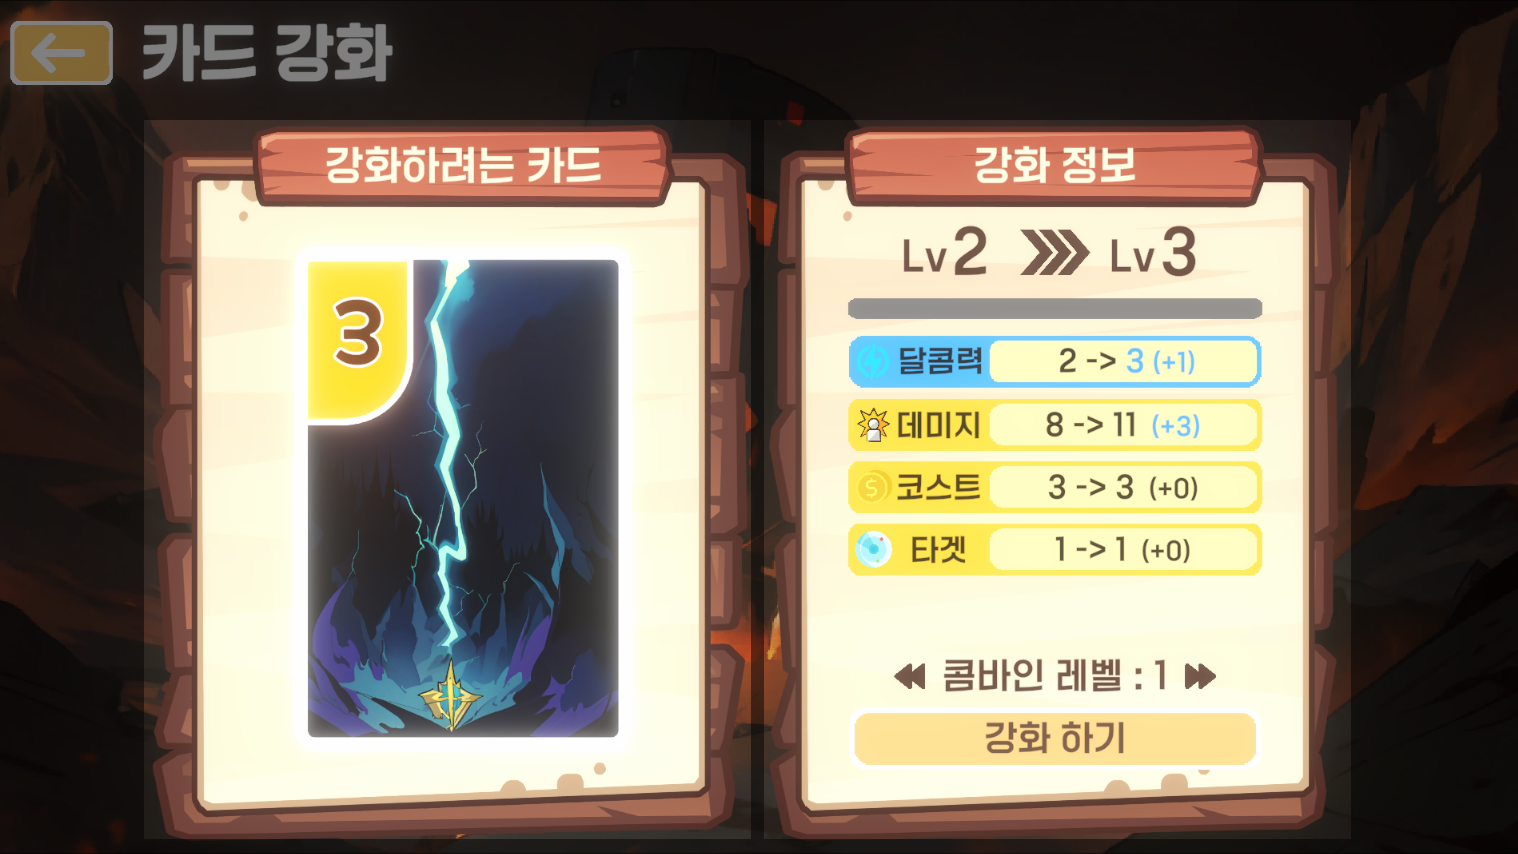 카드 강화
강화하려는 카드
3
강화 정보
Lv2 Lv3
달콤력 2 -> 3 (+1)
데미지 8 -> 11 (+3)
$ 코스트 3 -> 3 (+0)
타겟 1 -> 1 (+0)
콤바인 레벨 : 1
강화 하기